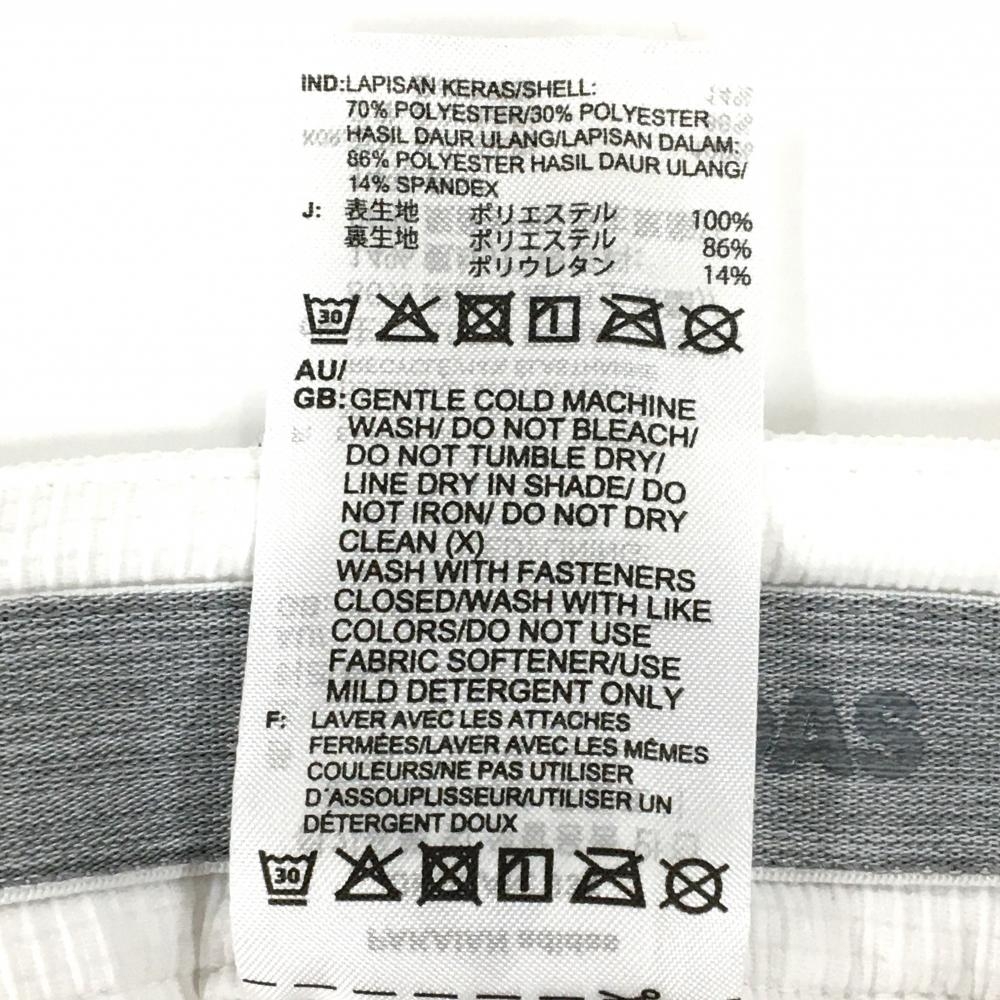 IND:LAPISAN KERAS/SHELL:
70% POLYESTER/30% POLYESTER
HASIL DAUR ULANG/LAPISAN DALAM:
86% POLYESTER HASIL DAUR ULANG/
14% SPANDEX
J: 表生地 ポリエステル 100%
裏生地 ポリエステル 86%
ポリウレタン 14%
30
AU/
GB:GENTLE COLD MACHINE
WASH/ DO NOT BLEACH/
DO NOT TUMBLE DRY/
LINE DRY IN SHADE/ DO
NOT IRON/ DO NOT DRY
CLEAN (X)
WASH WITH FASTENERS
CLOSED/WASH WITH LIKE
COLORS/DO NOT USE
FABRIC SOFTENER/USE
MILD DETERGENT ONLY
F: LAVER AVEC LES ATTACHES
FERMÉES/LAVER AVEC LES MÊMES
COULEURS/NE PAS UTILISER
D'ASSOUPLISSEUR/UTILISER UN
DÉTERGENT DOUX
30